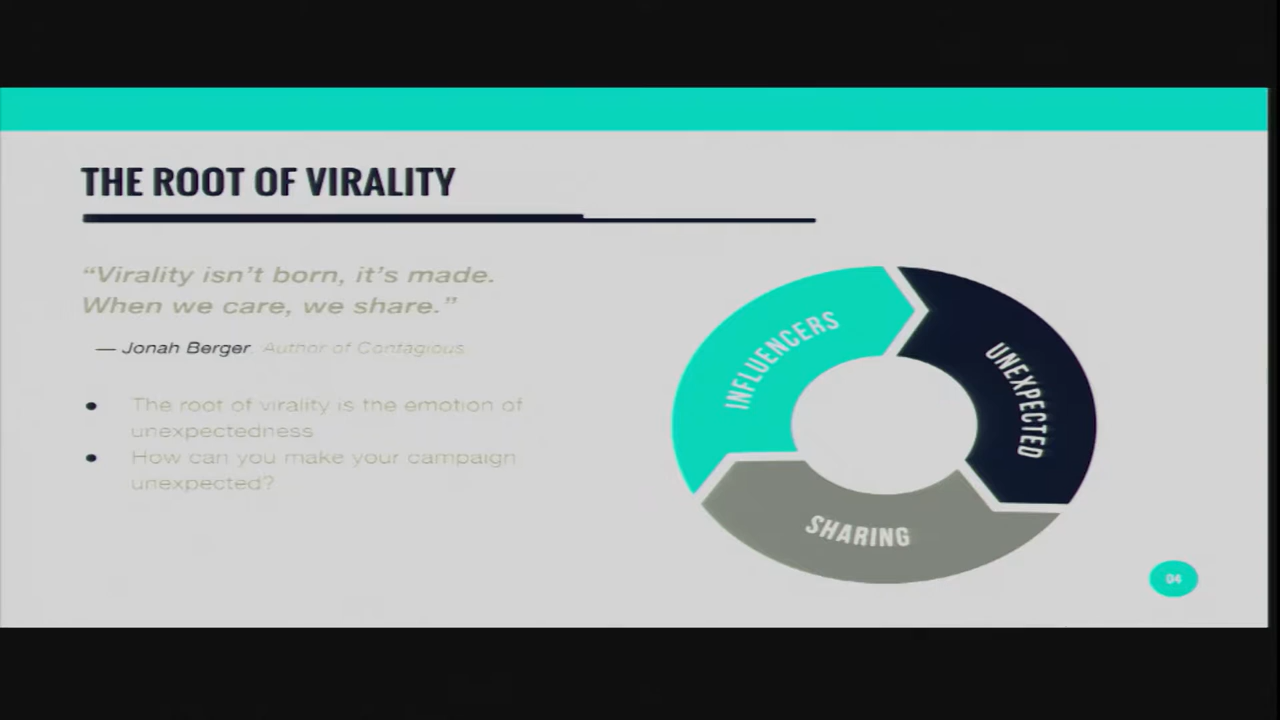 THE ROOT OF VIRALITY
“Virality isn’t born, it’s made.
When we care, we share.”
— Jonah Berger, Author of Contagious
● The root of virality is the emotion of
unexpectedness
● How can you make your campaign
unexpected?
INFLUENCERS
UNEXPECTED
SHARING
04